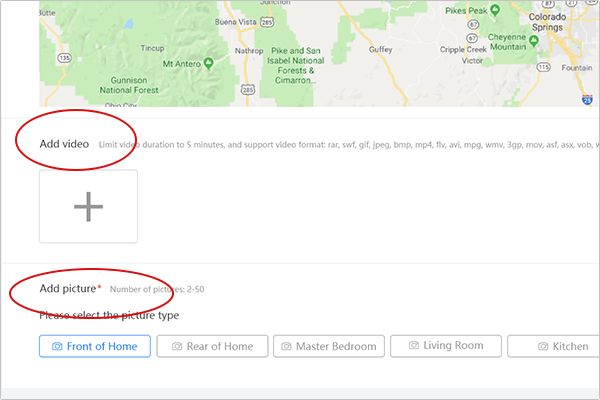 Butte
Buena Vista
285
24
Pikes Peak
Colorado
Springs
Tincup
Nathrop
Pike and San
Isabel National
Forests &
Cimarron...
Guffey
Cripple Creek
Victor
Cheyenne
Mountain
135
Mt Antero
115
Fountain
Gunnison
National Forest
285
Ohio City
25
Add video Limit video duration to 5 minutes, and support video format: rar, swf, gif, jpeg, bmp, mp4, flv, avi, mpg, wmv, 3gp, mov, asf, asx, vob, w
Add picture* Number of pictures: 2-50
Please select the picture type
Front of Home Rear of Home Master Bedroom Living Room Kitchen